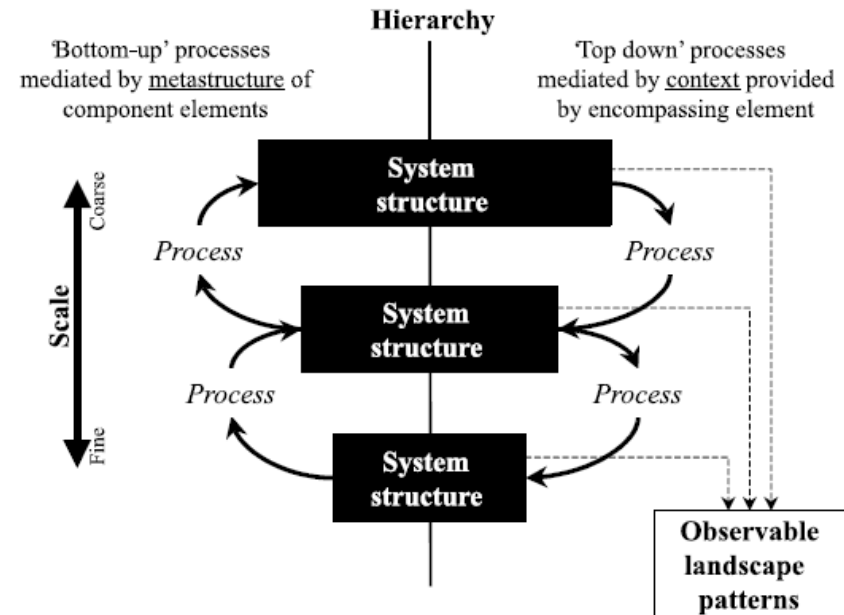 Hierarchy
'Bottom-up' processes
mediated by metastructure of
component elements
'Top down' processes
mediated by context provided
by encompassing element
System
structure
Coarse
Process
Process
Scale
System
structure
Process
Process
Fine
System
structure
Observable
landscape
patterns